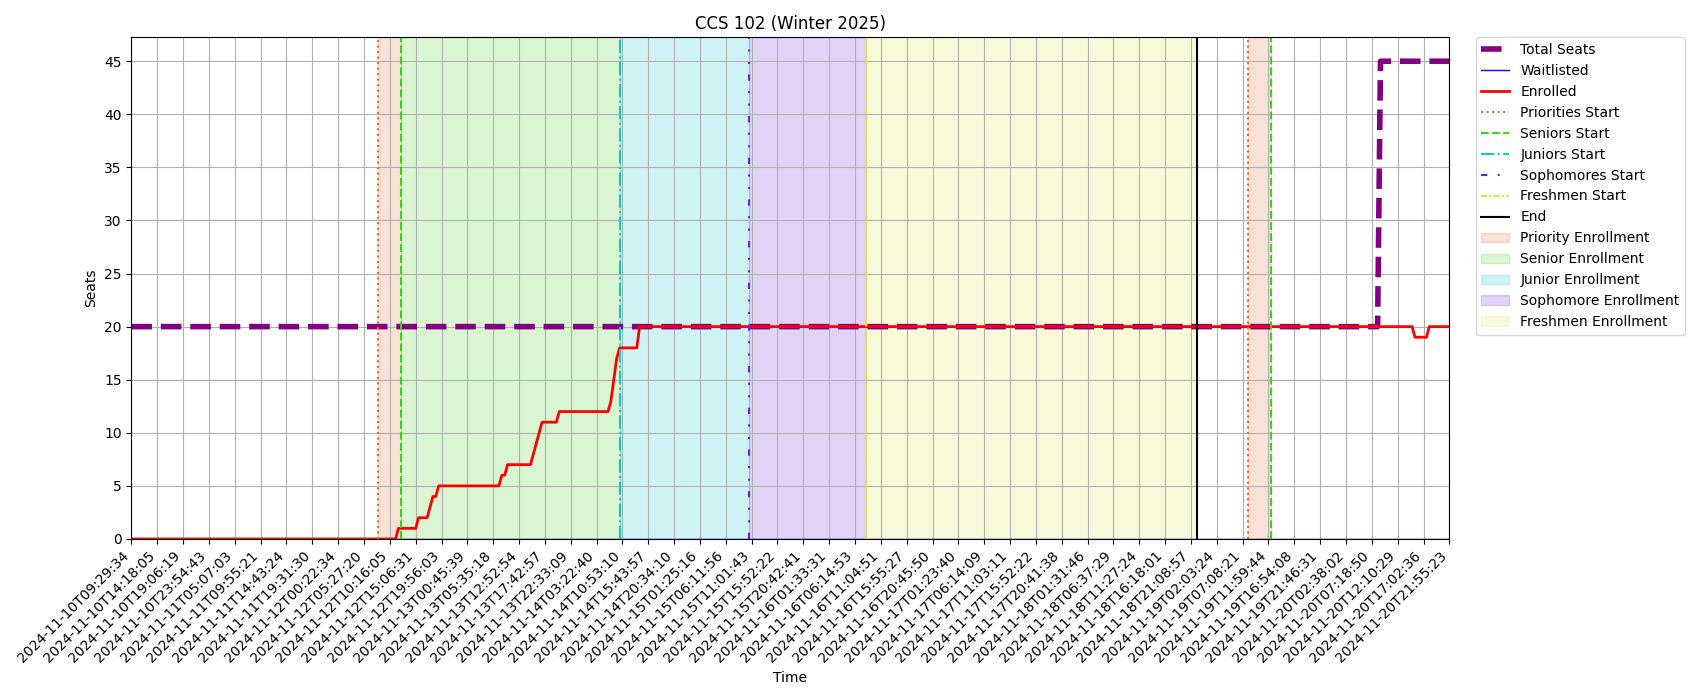 CCS 102 (Winter 2025)
Seats
45
40
35
30
25
20
15
10
5
0
2024-11-10T09:29:34
2024-11-10T14:18:05
2024-11-10T19:06:19
2024-11-10T23:54:43
2024-11-11T05:07:03
2024-11-11T09:55:21
2024-11-11T14:43:24
2024-11-11T19:31:30
2024-11-12T00:22:34
2024-11-12T05:27:20
2024-11-12T10:16:05
2024-11-12T15:06:31
2024-11-12T19:56:03
2024-11-13T00:45:39
2024-11-13T05:35:18
2024-11-13T12:52:54
2024-11-13T17:42:57
2024-11-13T22:33:09
2024-11-14T03:22:40
2024-11-14T10:53:10
2024-11-14T15:43:57
2024-11-14T20:34:10
2024-11-15T01:25:16
2024-11-15T06:11:56
2024-11-15T11:01:43
2024-11-15T15:52:22
2024-11-15T20:42:41
2024-11-16T01:33:31
2024-11-16T06:14:53
2024-11-16T11:04:51
2024-11-16T15:55:27
2024-11-16T20:45:50
2024-11-17T01:23:40
2024-11-17T06:14:09
2024-11-17T11:03:11
2024-11-17T15:52:22
2024-11-17T20:41:38
2024-11-18T01:31:46
2024-11-18T06:37:29
2024-11-18T11:27:24
2024-11-18T16:18:01
2024-11-18T21:08:57
2024-11-19T02:03:24
2024-11-19T07:08:21
2024-11-19T11:59:44
2024-11-19T16:54:08
2024-11-19T21:46:31
2024-11-20T02:38:02
2024-11-20T07:18:50
2024-11-20T12:10:29
2024-11-20T17:02:36
2024-11-20T21:55:23
Time
Total Seats
Waitlisted
Enrolled
Priorities Start
Seniors Start
Juniors Start
Sophomores Start
Freshmen Start
End
Priority Enrollment
Senior Enrollment
Junior Enrollment
Sophomore Enrollment
Freshmen Enrollment